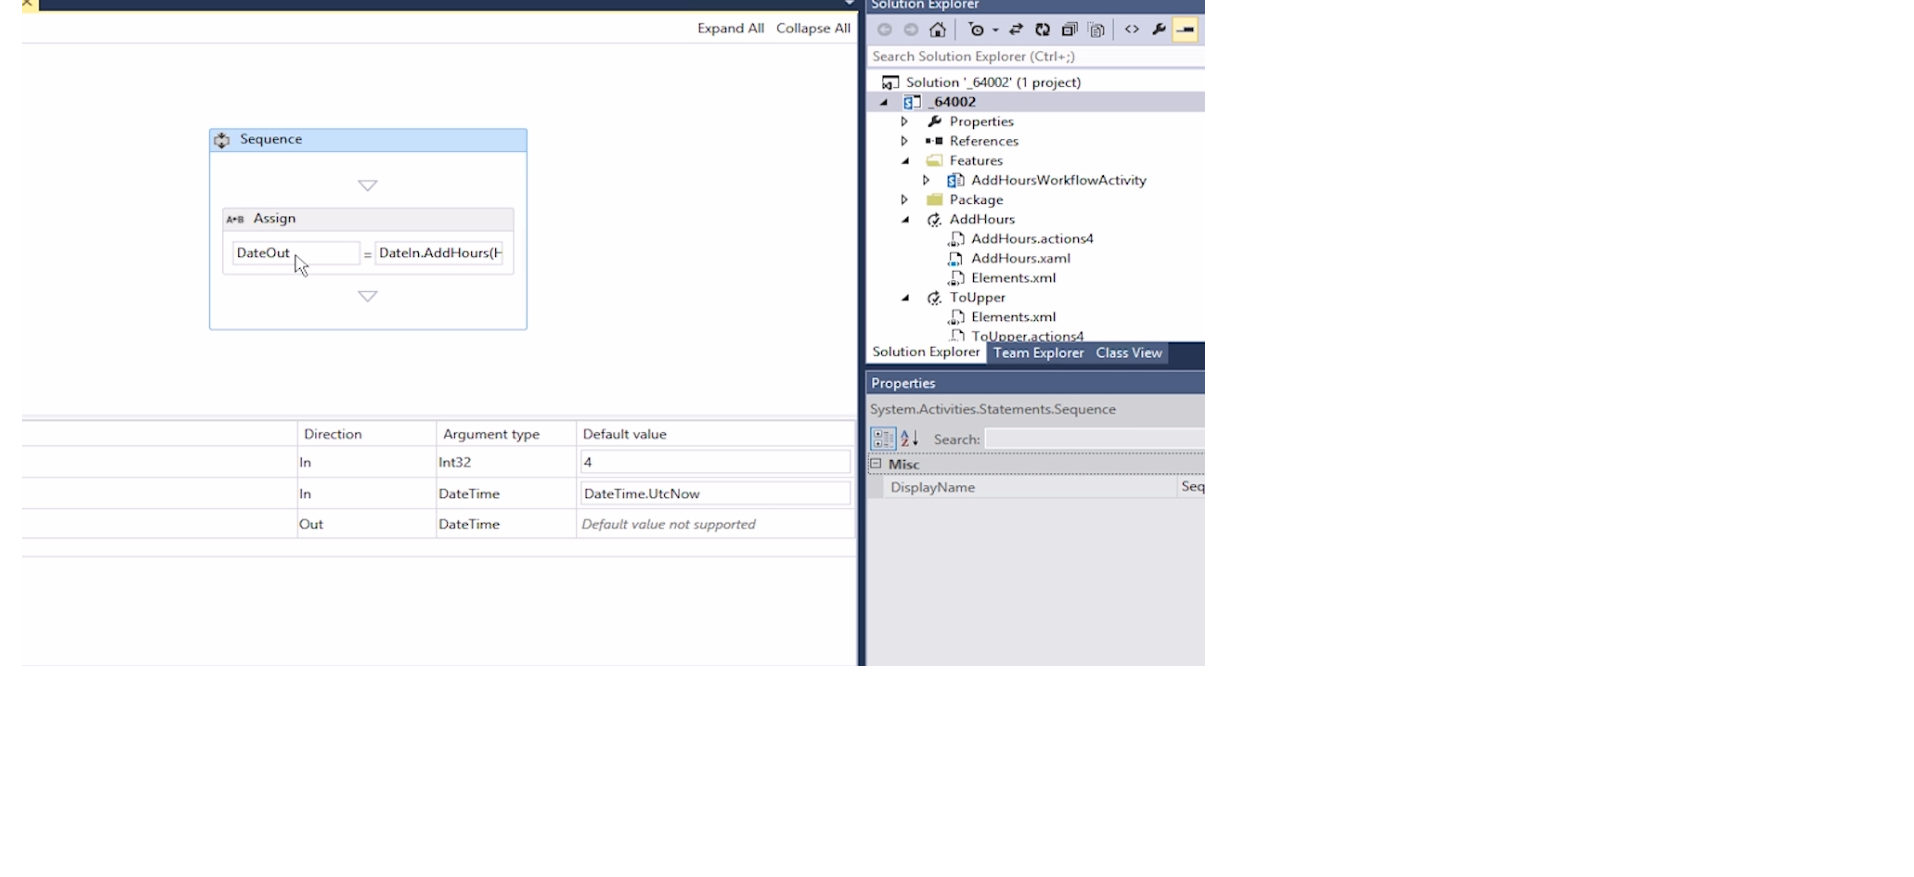 Expand All Collapse All
Sequence
A+B Assign
DateOut = DateIn.AddHours(H
Direction Argument type Default value
In Int32 4
In DateTime DateTime.UtcNow
Out DateTime Default value not supported
Solution Explorer
Search Solution Explorer (Ctrl+;)
Solution '_64002' (1 project)
_64002
Properties
References
Features
AddHoursWorkflowActivity
Package
AddHours
AddHours.actions4
AddHours.xaml
Elements.xml
ToUpper
Elements.xml
ToUpper.actions4
Solution Explorer Team Explorer Class View
Properties
System.Activities.Statements.Sequence
Search:
Misc
DisplayName Seq